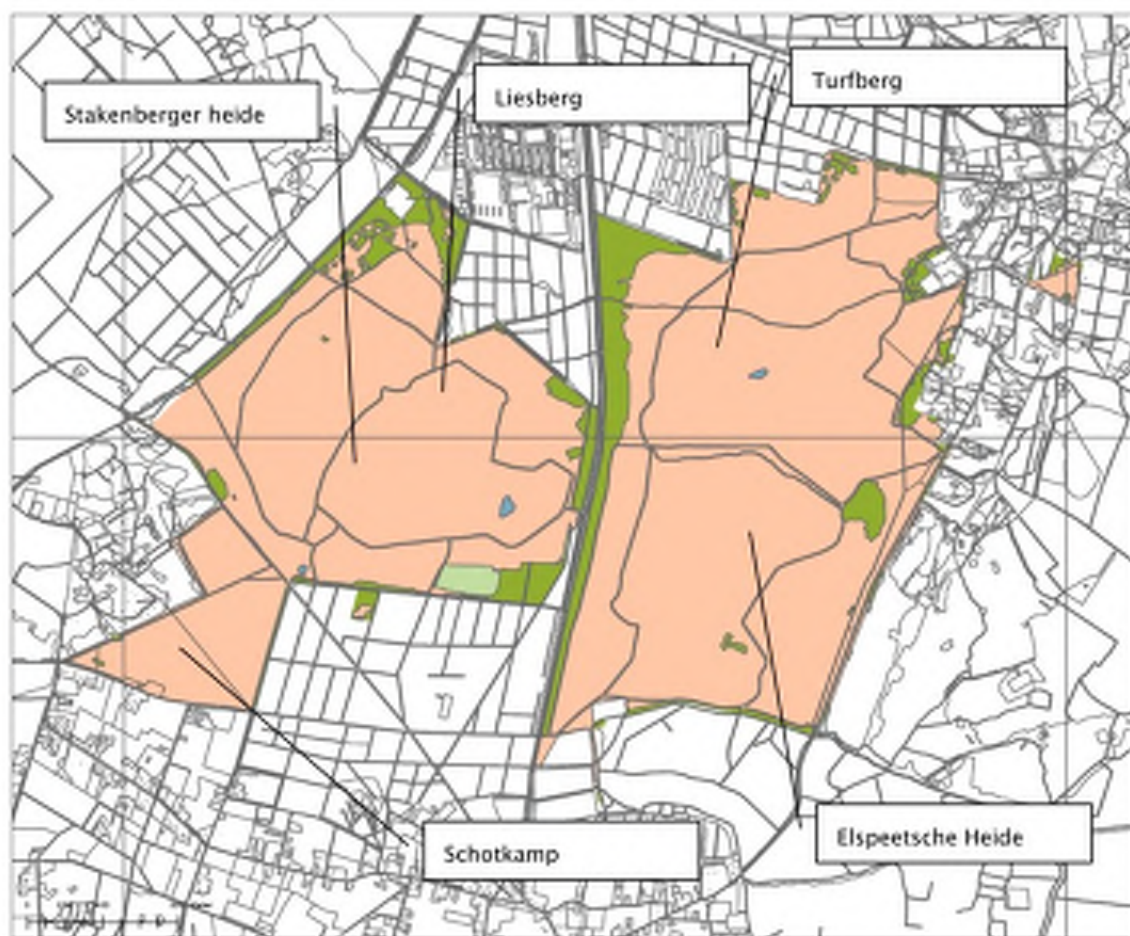 Stakenberger heide
Liesberg
Turfberg
Schotkamp
Elspeetsche Heide